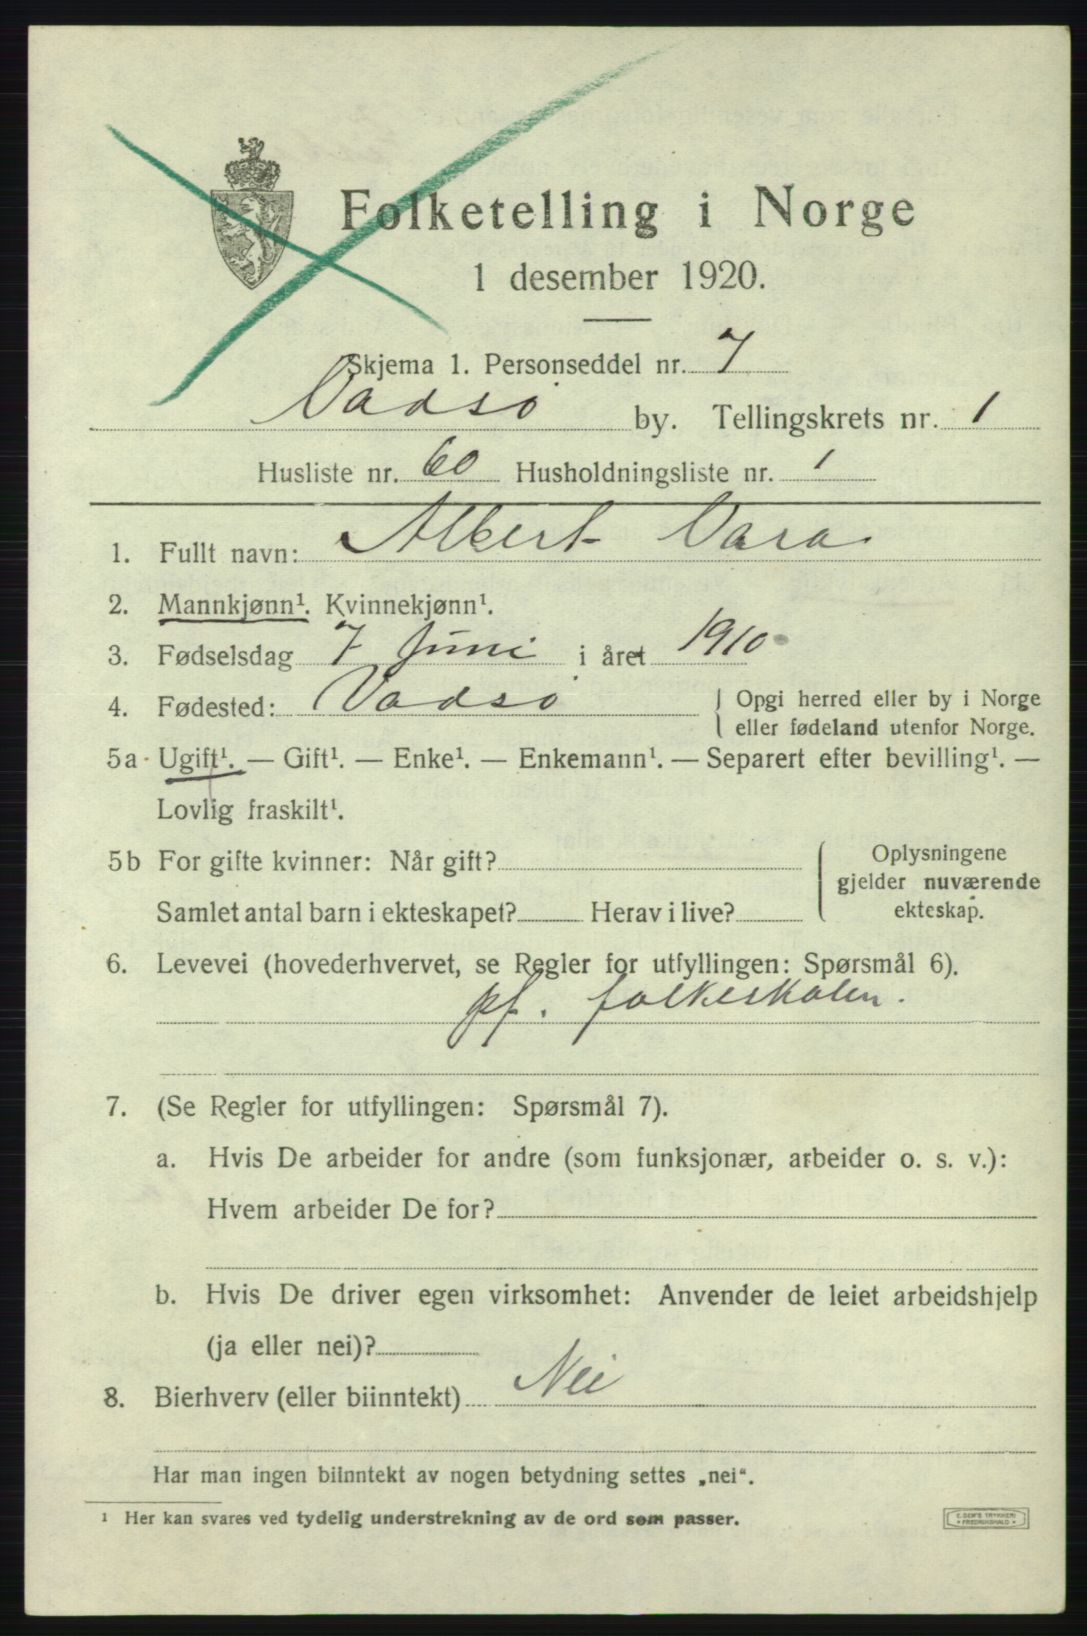 Folketelling i Norge
1 desember 1920.
Skjema 1. Personseddel nr. 7
Vadsø by. Tellingskrets nr. 1
Husliste nr. 60 Husholdningsliste nr. 1
1. Fullt navn: Albert Vara.
2. Mannkjønn¹. Kvinnekjønn¹.
3. Fødselsdag 7 Juni i året 1910
4. Fødested: Vadsø { Opgi herred eller by i Norge
eller fødeland utenfor Norge.
5a Ugift¹. — Gift¹. — Enke¹. — Enkemann¹. — Separert efter bevilling¹. —
Lovlig fraskilt¹.
5b For gifte kvinner: Når gift? { Oplysningene
gjelder nuværende
Samlet antal barn i ekteskapet? Herav i live? ekteskap.
6. Levevei (hovederhvervet, se Regler for utfyllingen: Spørsmål 6).
pf. folkeskolen.
7. (Se Regler for utfyllingen: Spørsmål 7).
a. Hvis De arbeider for andre (som funksjonær, arbeider o. s. v.):
Hvem arbeider De for?
b. Hvis De driver egen virksomhet: Anvender de leiet arbeidshjelp
(ja eller nei)?
8. Bierhverv (eller biinntekt) Nei
Har man ingen biinntekt av nogen betydning settes „nei“.
¹ Her kan svares ved tydelig understrekning av de ord som passer.
E. SEM'S TRYKKERI
• FREDRIKSHALD •